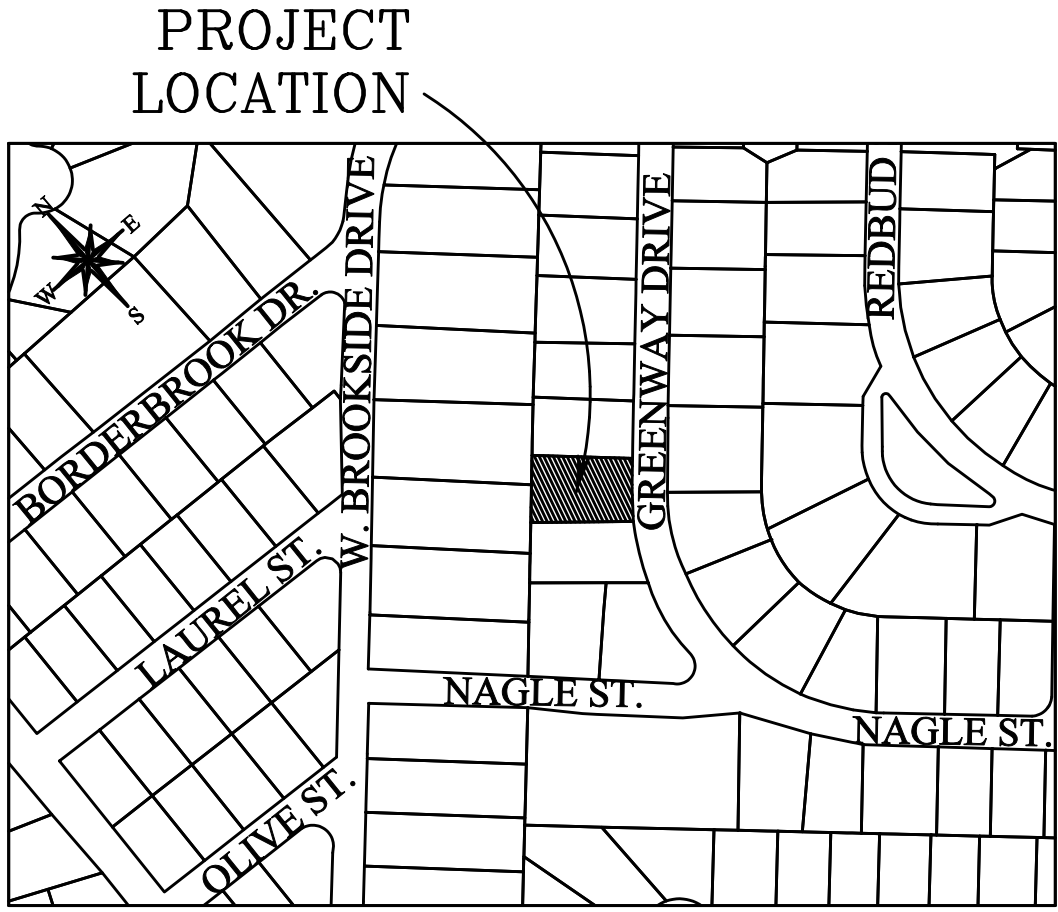 PROJECT
LOCATION
N
E
W
S
BORDERBROOK DR.
W. BROOKSIDE DRIVE
GREENWAY DRIVE
REDBUD
LAUREL ST.
NAGLE ST.
NAGLE ST.
OLIVE ST.